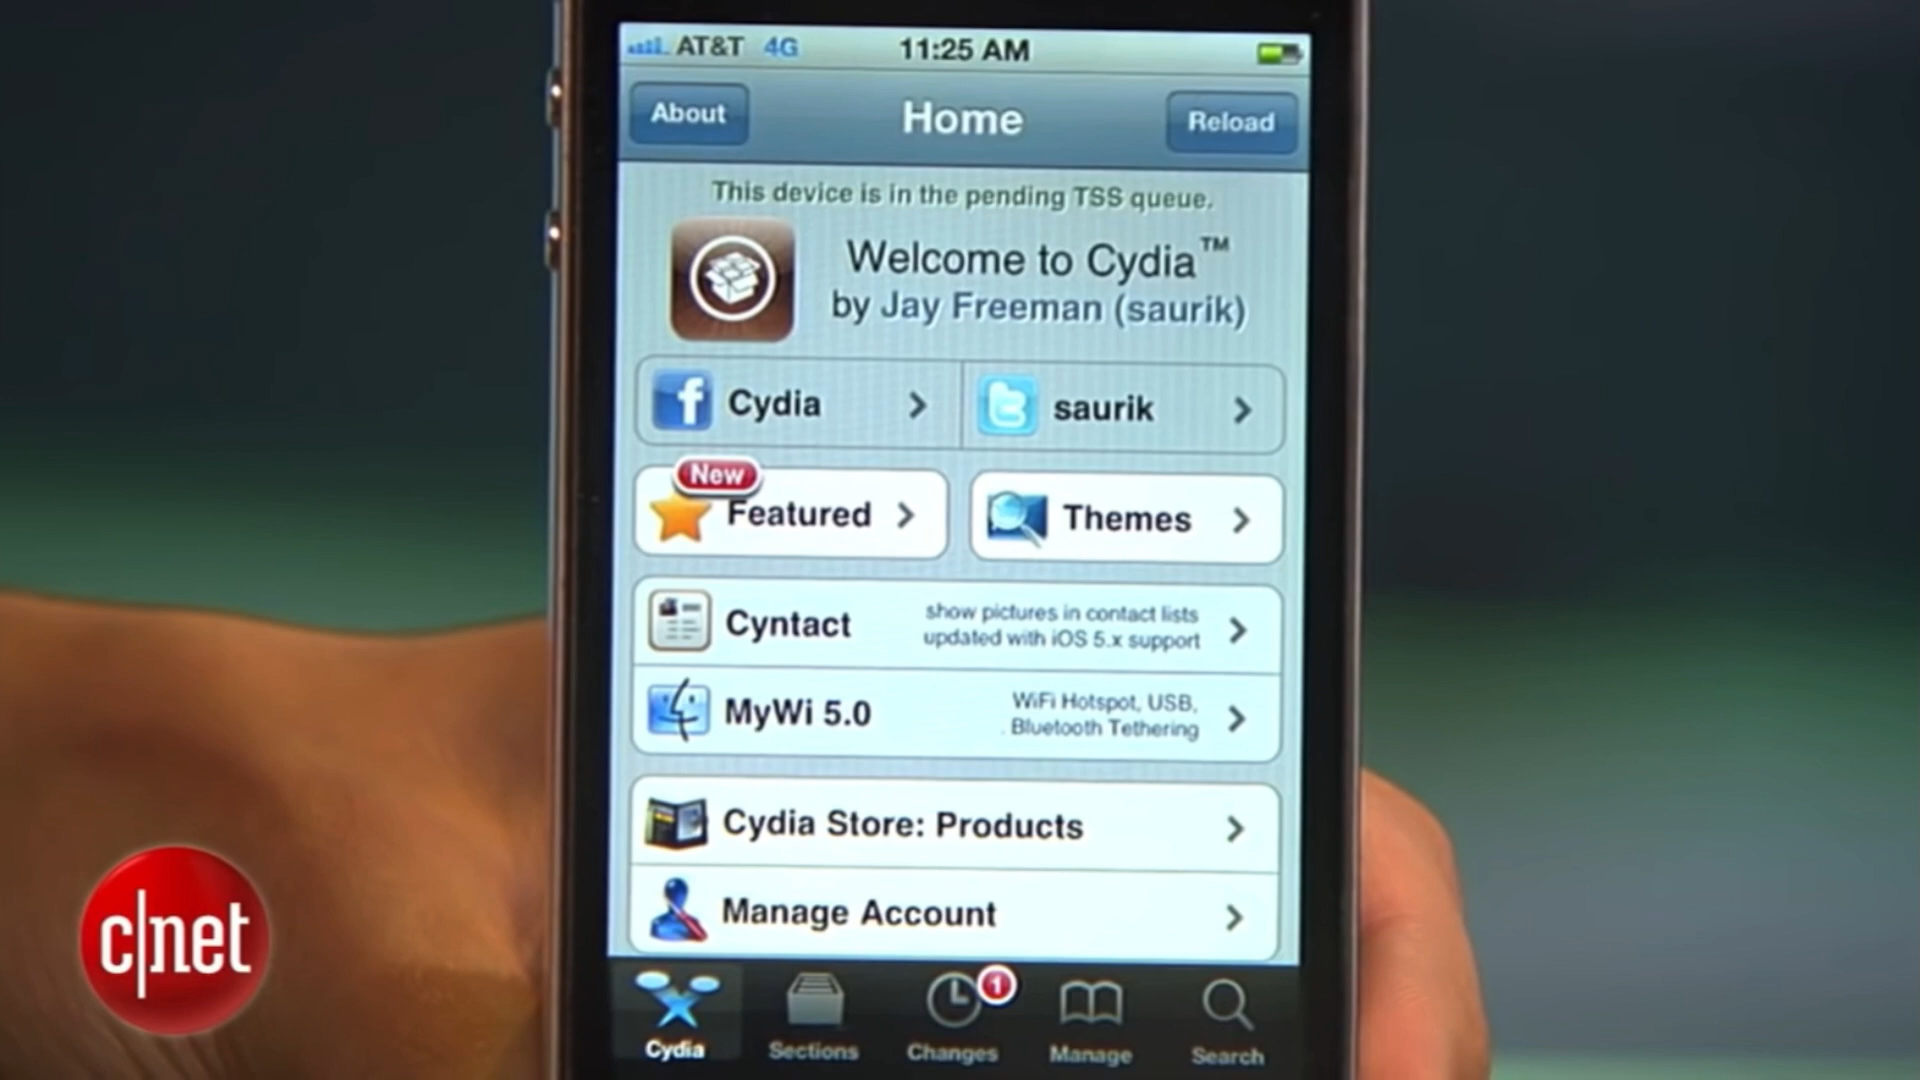 AT&T 4G 11:25 AM
About Home Reload
This device is in the pending TSS queue.
Welcome to Cydia™
by Jay Freeman (saurik)
Cydia
saurik
New
Featured
Themes
Cyntact
show pictures in contact lists
updated with iOS 5.x support
MyWi 5.0
WiFi Hotspot, USB,
Bluetooth Tethering
Cydia Store: Products
Manage Account
1
Cydia Sections Changes Manage Search
c|net